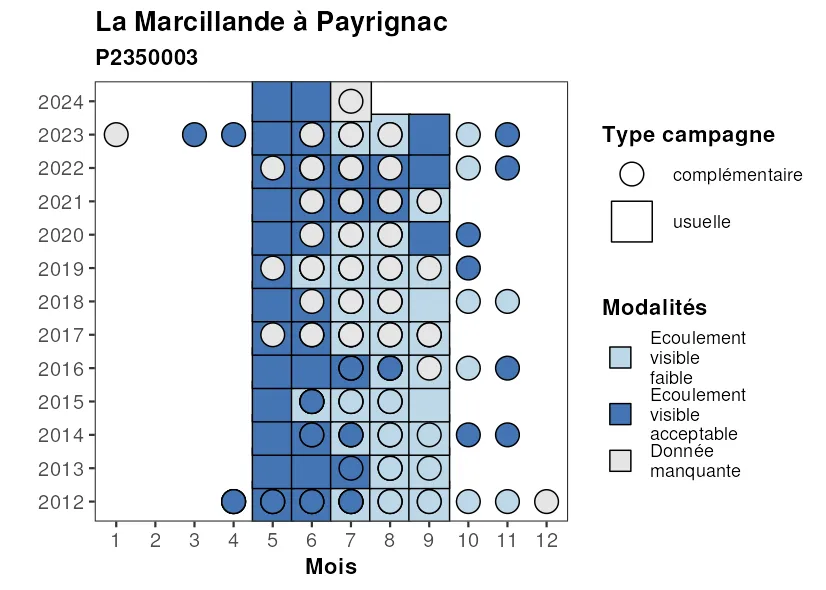 La Marcillande à Payrignac
P2350003
2024
2023
2022
2021
2020
2019
2018
2017
2016
2015
2014
2013
2012
1 2 3 4 5 6 7 8 9 10 11 12
Mois
Type campagne
complémentaire
usuelle
Modalités
Ecoulement
visible
faible
Ecoulement
visible
acceptable
Donnée
manquante